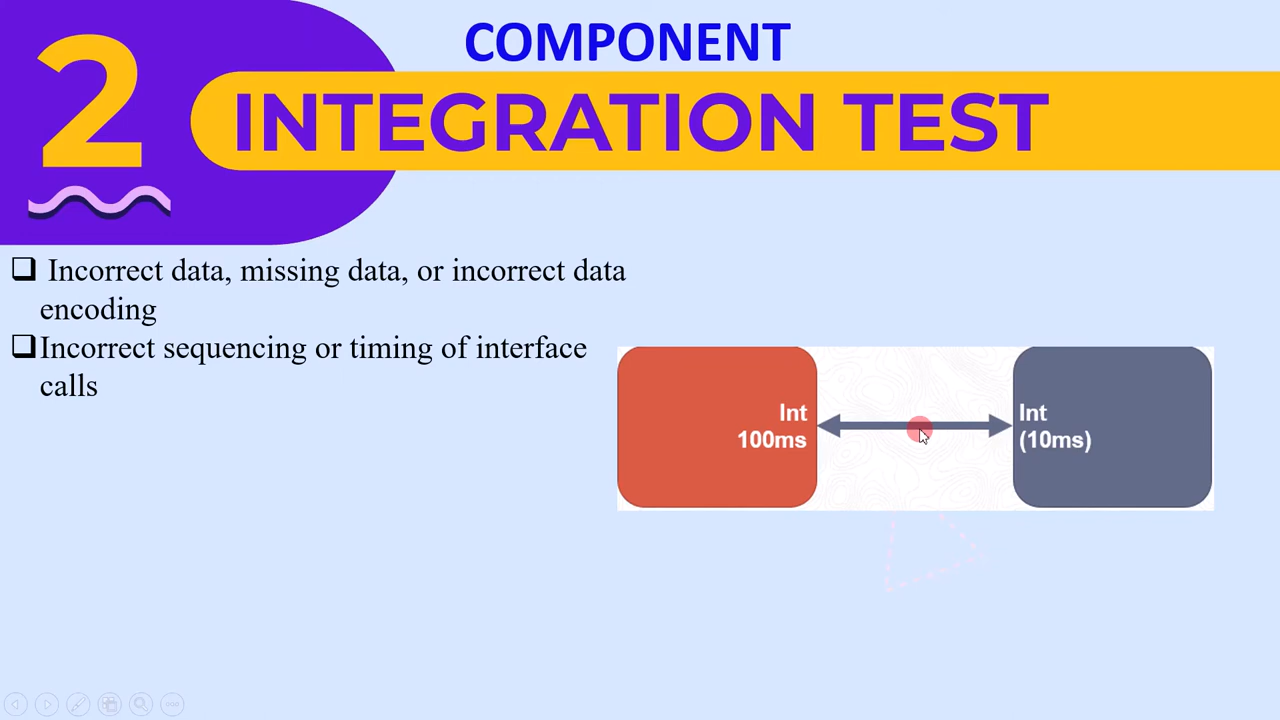 COMPONENT
2
INTEGRATION TEST
❑ Incorrect data, missing data, or incorrect data
encoding
❑Incorrect sequencing or timing of interface
calls
Int
100ms
Int
(10ms)